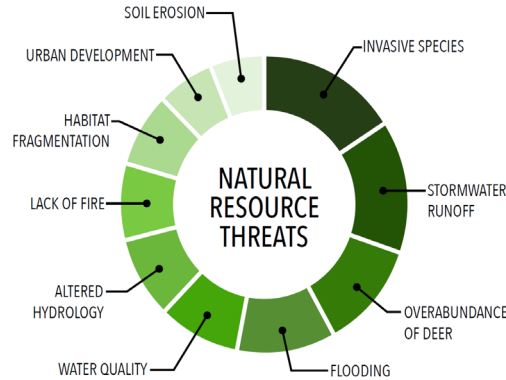 SOIL EROSION
INVASIVE SPECIES
URBAN DEVELOPMENT
HABITAT
FRAGMENTATION
NATURAL
RESOURCE
THREATS
STORMWATER
RUNOFF
LACK OF FIRE
ALTERED
HYDROLOGY
OVERABUNDANCE
OF DEER
WATER QUALITY
FLOODING